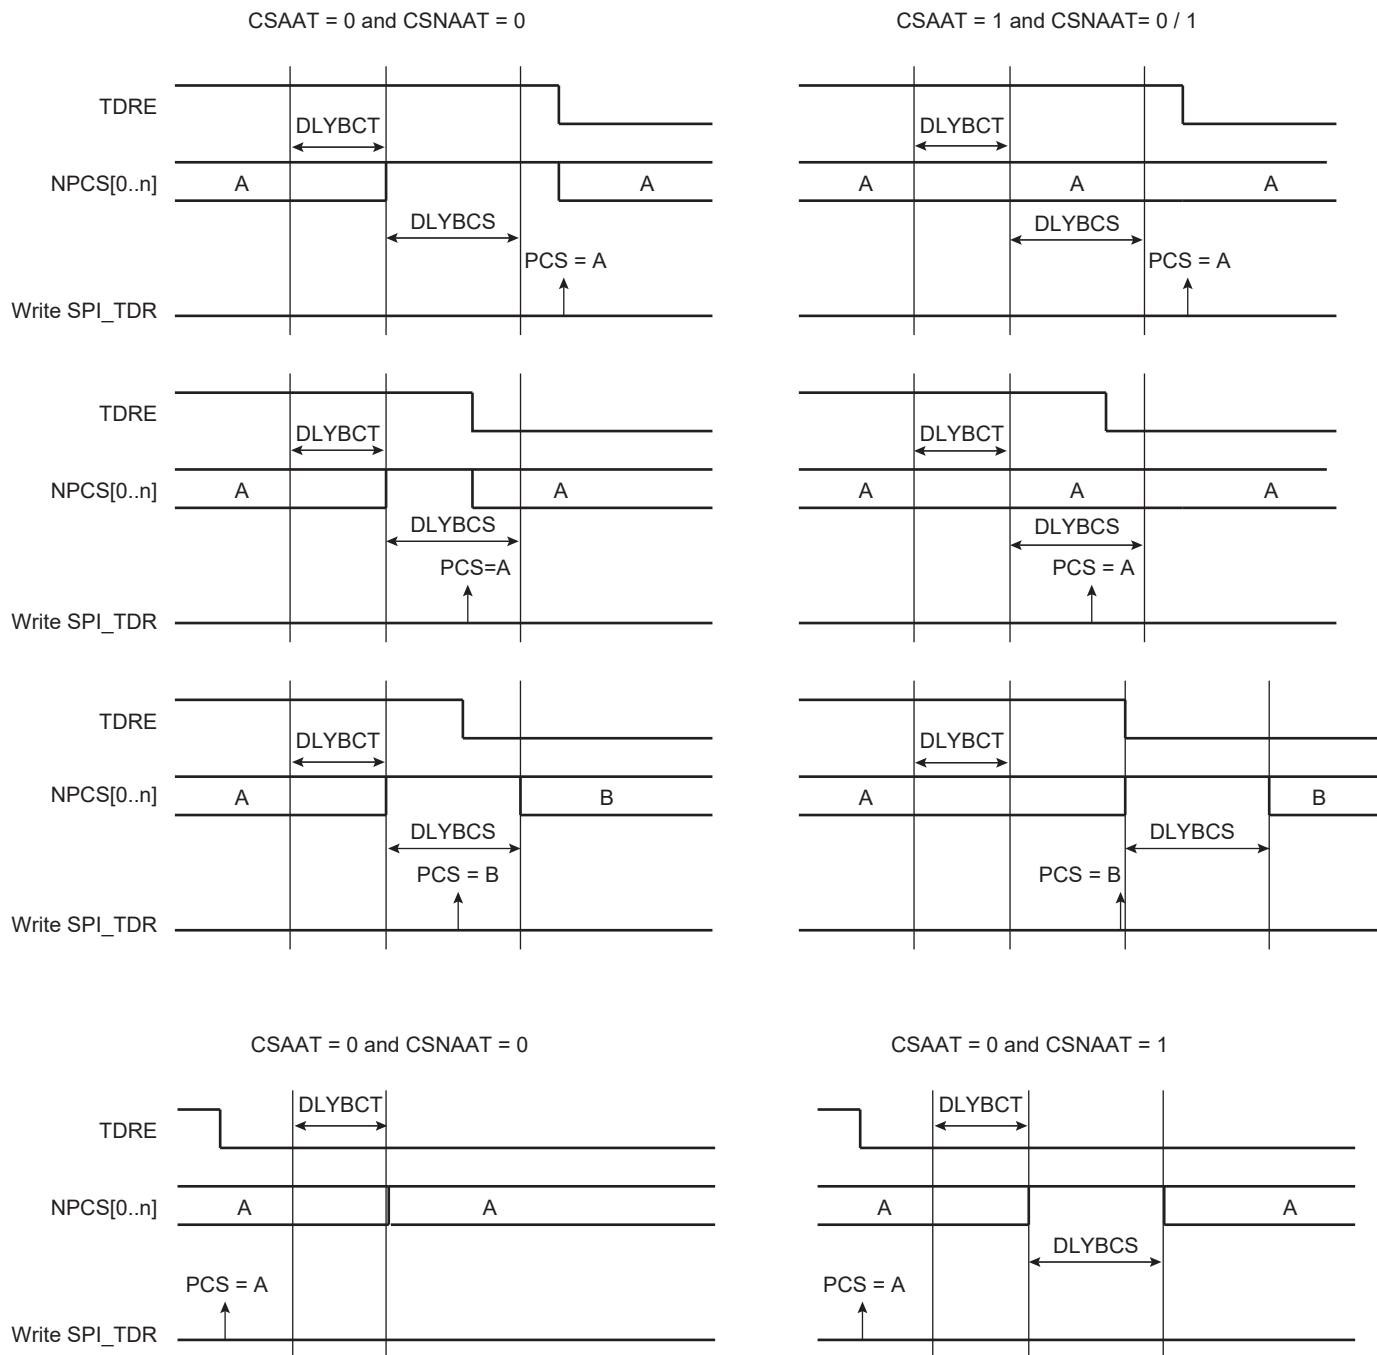 CSAAT = 0 and CSNAAT = 0
CSAAT = 1 and CSNAAT= 0 / 1
TDRE
DLYBCT
DLYBCT
NPCS[0..n]
A
A
A
A
A
DLYBCS
DLYBCS
PCS = A
PCS = A
Write SPI_TDR
TDRE
DLYBCT
DLYBCT
NPCS[0..n]
A
A
A
A
A
DLYBCS
DLYBCS
PCS=A
PCS = A
Write SPI_TDR
TDRE
DLYBCT
DLYBCT
NPCS[0..n]
A
B
A
B
DLYBCS
DLYBCS
PCS = B
PCS = B
Write SPI_TDR
CSAAT = 0 and CSNAAT = 0
CSAAT = 0 and CSNAAT = 1
DLYBCT
DLYBCT
TDRE
NPCS[0..n]
A
A
A
A
DLYBCS
PCS = A
PCS = A
Write SPI_TDR